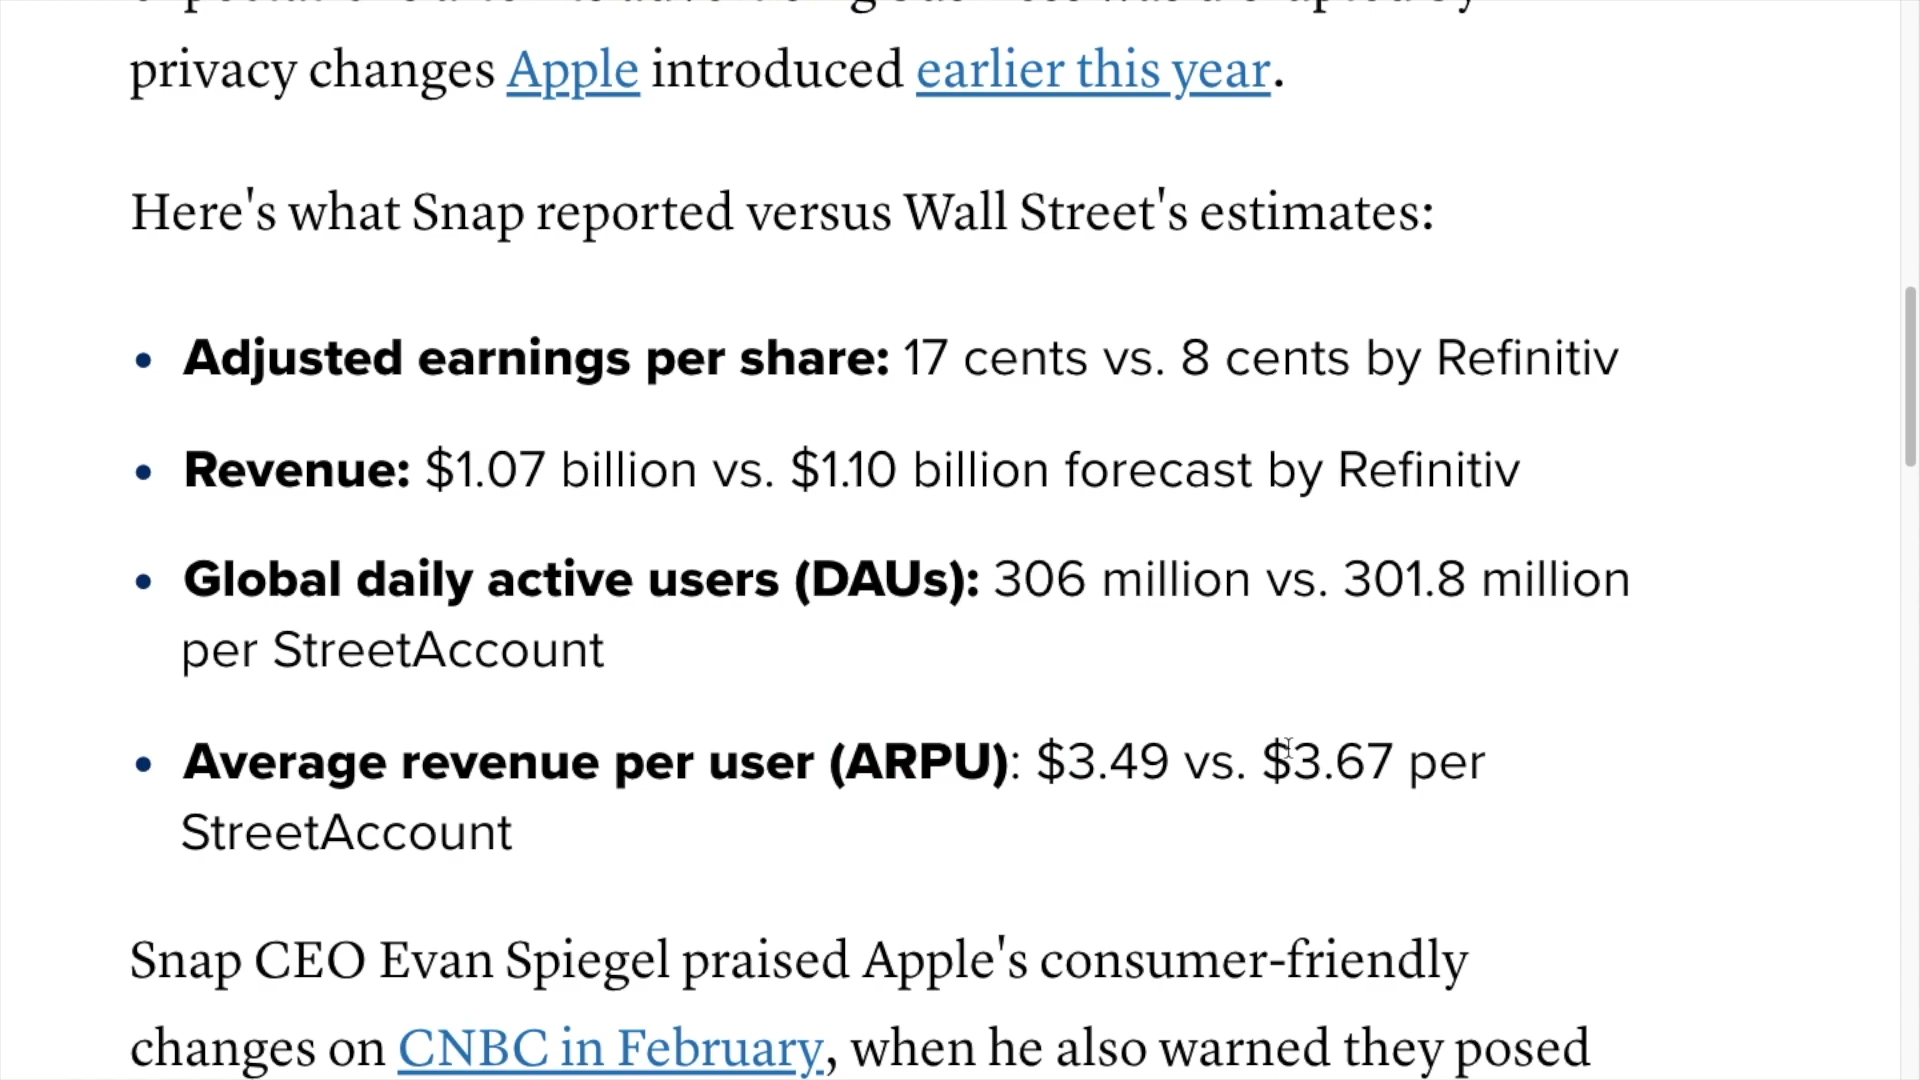 privacy changes Apple introduced earlier this year.
Here's what Snap reported versus Wall Street's estimates:
• Adjusted earnings per share: 17 cents vs. 8 cents by Refinitiv
• Revenue: $1.07 billion vs. $1.10 billion forecast by Refinitiv
• Global daily active users (DAUs): 306 million vs. 301.8 million
per StreetAccount
• Average revenue per user (ARPU): $3.49 vs. $3.67 per
StreetAccount
Snap CEO Evan Spiegel praised Apple's consumer-friendly
changes on CNBC in February, when he also warned they posed